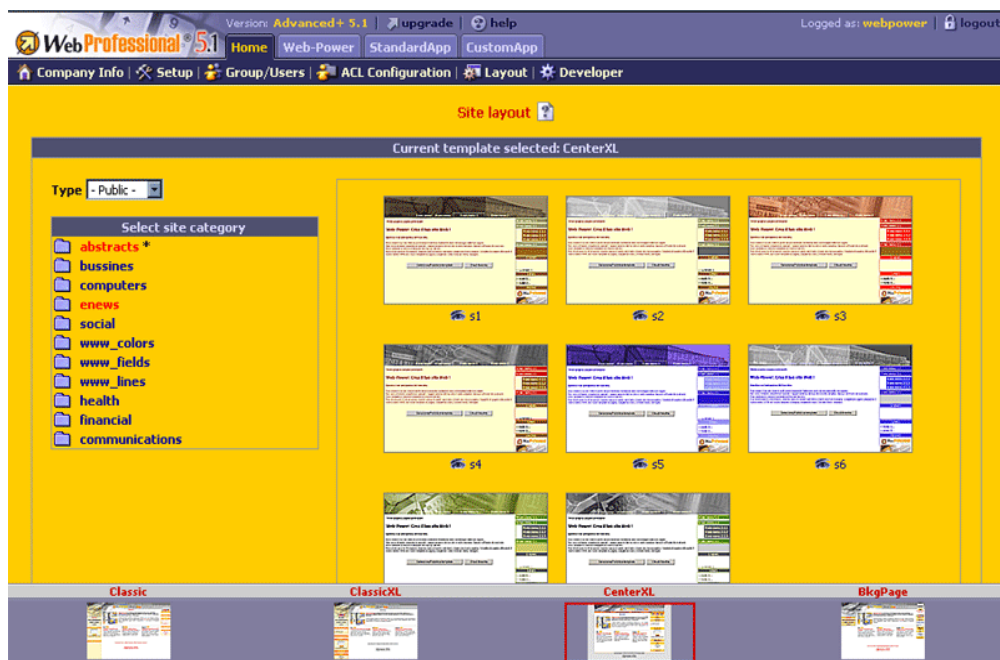 Version: Advanced+ 5.1 | upgrade | help
Logged as: webpower | logout
WebProfessional 5.1
Home Web-Power StandardApp CustomApp
Company Info | Setup | Group/Users | ACL Configuration | Layout | Developer
Site layout
Current template selected: CenterXL
Type - Public -
Select site category
abstracts *
bussines
computers
enews
social
www_colors
www_fields
www_lines
health
financial
communications
s1 s2 s3
s4 s5 s6
Classic ClassicXL CenterXL BkgPage